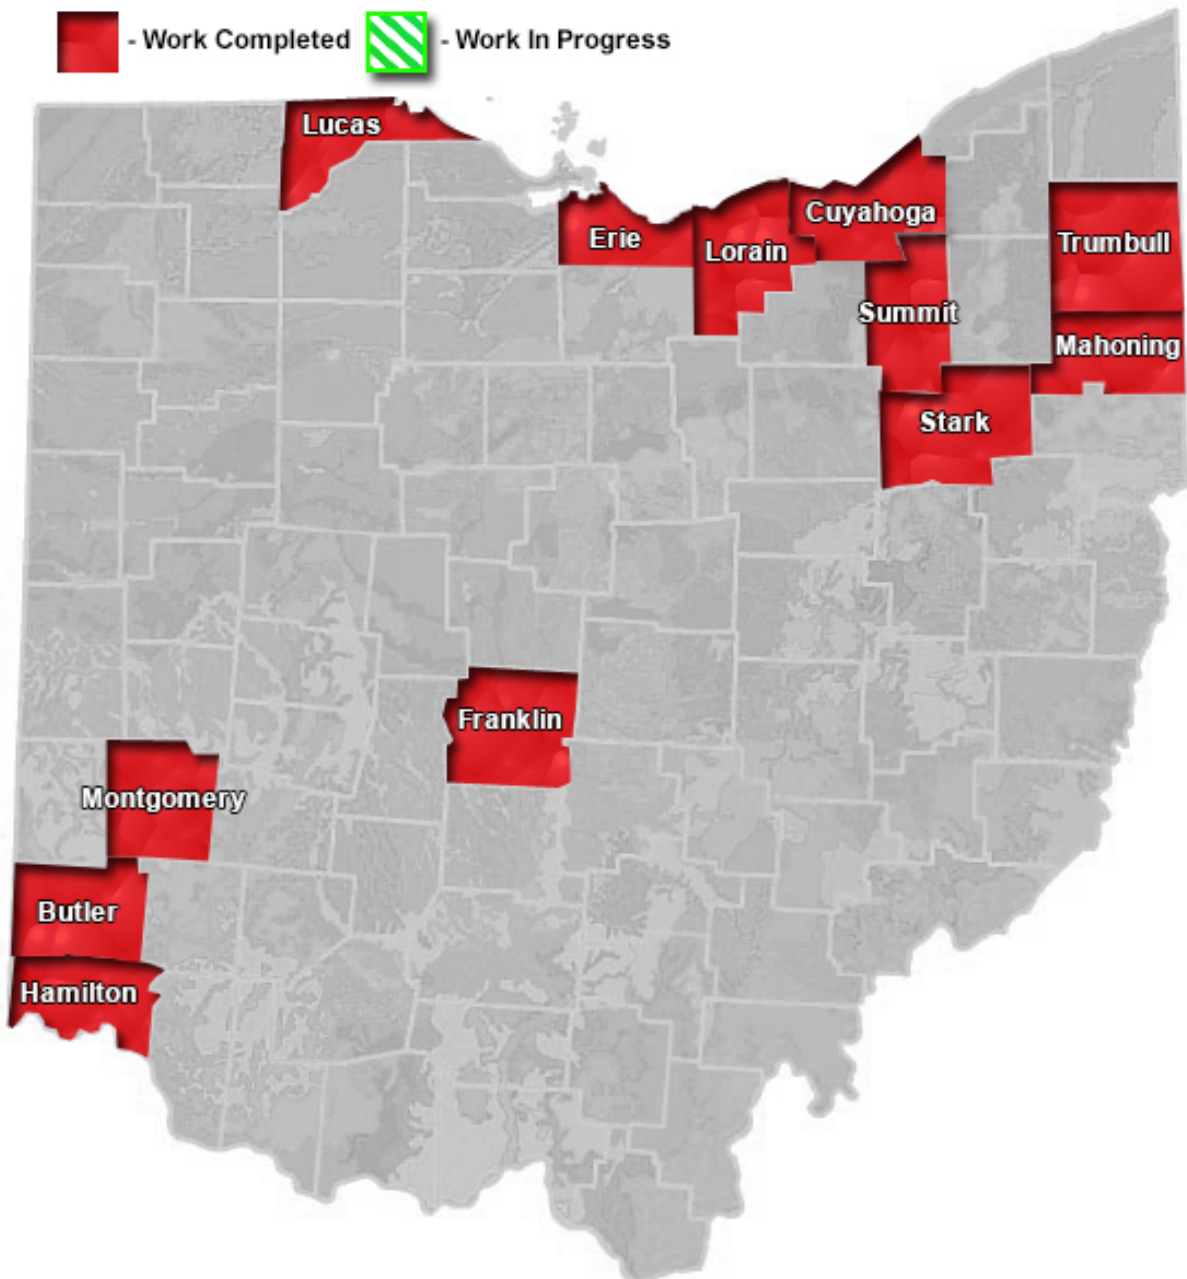 - Work Completed - Work In Progress
Lucas
Cuyahoga
Erie
Lorain
Trumbull
Summit
Mahoning
Stark
Franklin
Montgomery
Butler
Hamilton